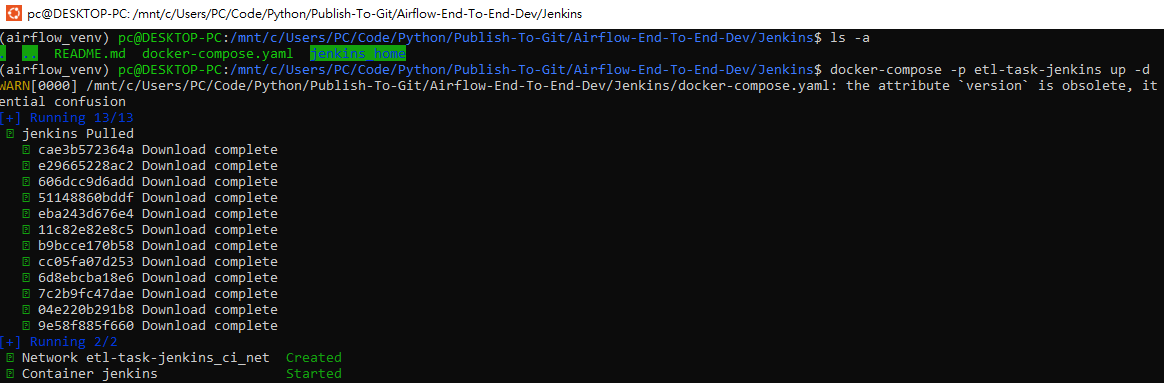 pc@DESKTOP-PC: /mnt/c/Users/PC/Code/Python/Publish-To-Git/Airflow-End-To-End-Dev/Jenkins
(airflow_venv) pc@DESKTOP-PC:/mnt/c/Users/PC/Code/Python/Publish-To-Git/Airflow-End-To-End-Dev/Jenkins$ ls -a
. .. README.md docker-compose.yaml jenkins_home
(airflow_venv) pc@DESKTOP-PC:/mnt/c/Users/PC/Code/Python/Publish-To-Git/Airflow-End-To-End-Dev/Jenkins$ docker-compose -p etl-task-jenkins up -d
WARN[0000] /mnt/c/Users/PC/Code/Python/Publish-To-Git/Airflow-End-To-End-Dev/Jenkins/docker-compose.yaml: the attribute `version` is obsolete, it
ential confusion
[+] Running 13/13
jenkins Pulled
cae3b572364a Download complete
e29665228ac2 Download complete
606dcc9d6add Download complete
51148860bddf Download complete
eba243d676e4 Download complete
11c82e82e8c5 Download complete
b9bcce170b58 Download complete
cc05fa07d253 Download complete
6d8ebcba18e6 Download complete
7c2b9fc47dae Download complete
04e220b291b8 Download complete
9e58f885f660 Download complete
[+] Running 2/2
Network etl-task-jenkins_ci_net Created
Container jenkins Started